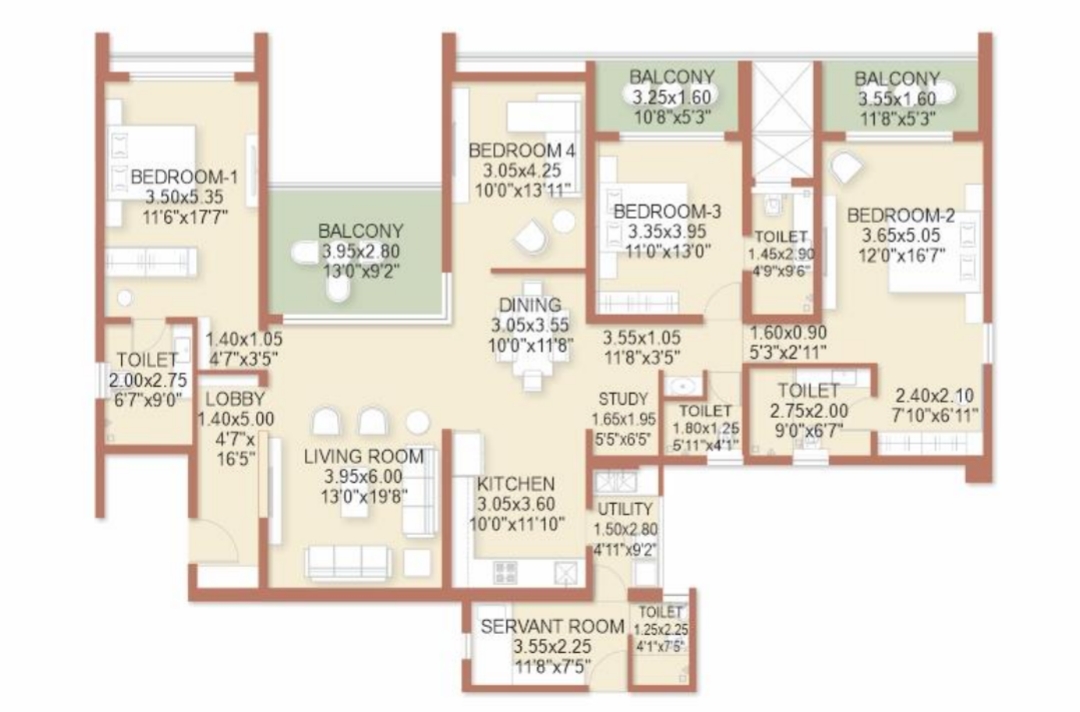 BEDROOM-1
3.50x5.35
11'6"x17'7"
BALCONY
3.95x2.80
13'0"x9'2"
BEDROOM 4
3.05x4.25
10'0"x13'11"
BALCONY
3.25x1.60
10'8"x5'3"
BALCONY
3.55x1.60
11'8"x5'3"
BEDROOM-3
3.35x3.95
11'0"x13'0"
TOILET
1.45x2.90
4'9"x9'6"
BEDROOM-2
3.65x5.05
12'0"x16'7"
DINING
3.05x3.55
10'0"x11'8"
1.40x1.05
4'7"x3'5"
3.55x1.05
11'8"x3'5"
1.60x0.90
5'3"x2'11"
TOILET
2.00x2.75
6'7"x9'0"
LOBBY
1.40x5.00
4'7"x
16'5"
STUDY
1.65x1.95
5'5"x6'5"
TOILET
1.80x1.25
5'11"x4'1"
TOILET
2.75x2.00
9'0"x6'7"
2.40x2.10
7'10"x6'11"
LIVING ROOM
3.95x6.00
13'0"x19'8"
KITCHEN
3.05x3.60
10'0"x11'10"
UTILITY
1.50x2.80
4'11"x9'2"
SERVANT ROOM
3.55x2.25
11'8"x7'5"
TOILET
1.25x2.25
4'1"x7'5"